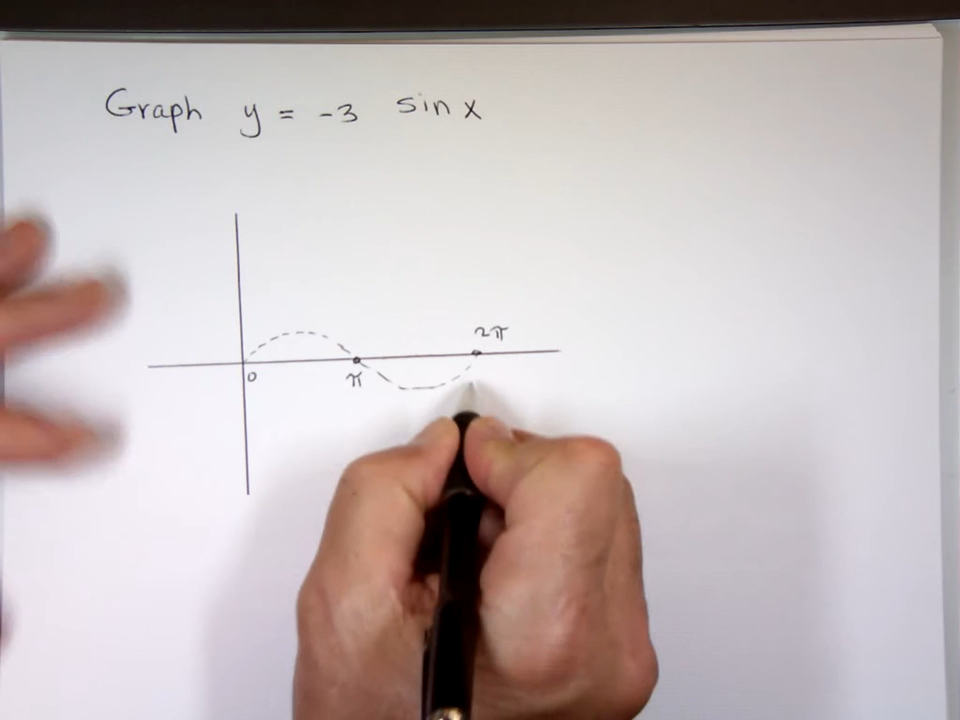 Graph y = -3 sin x
2π
0 π